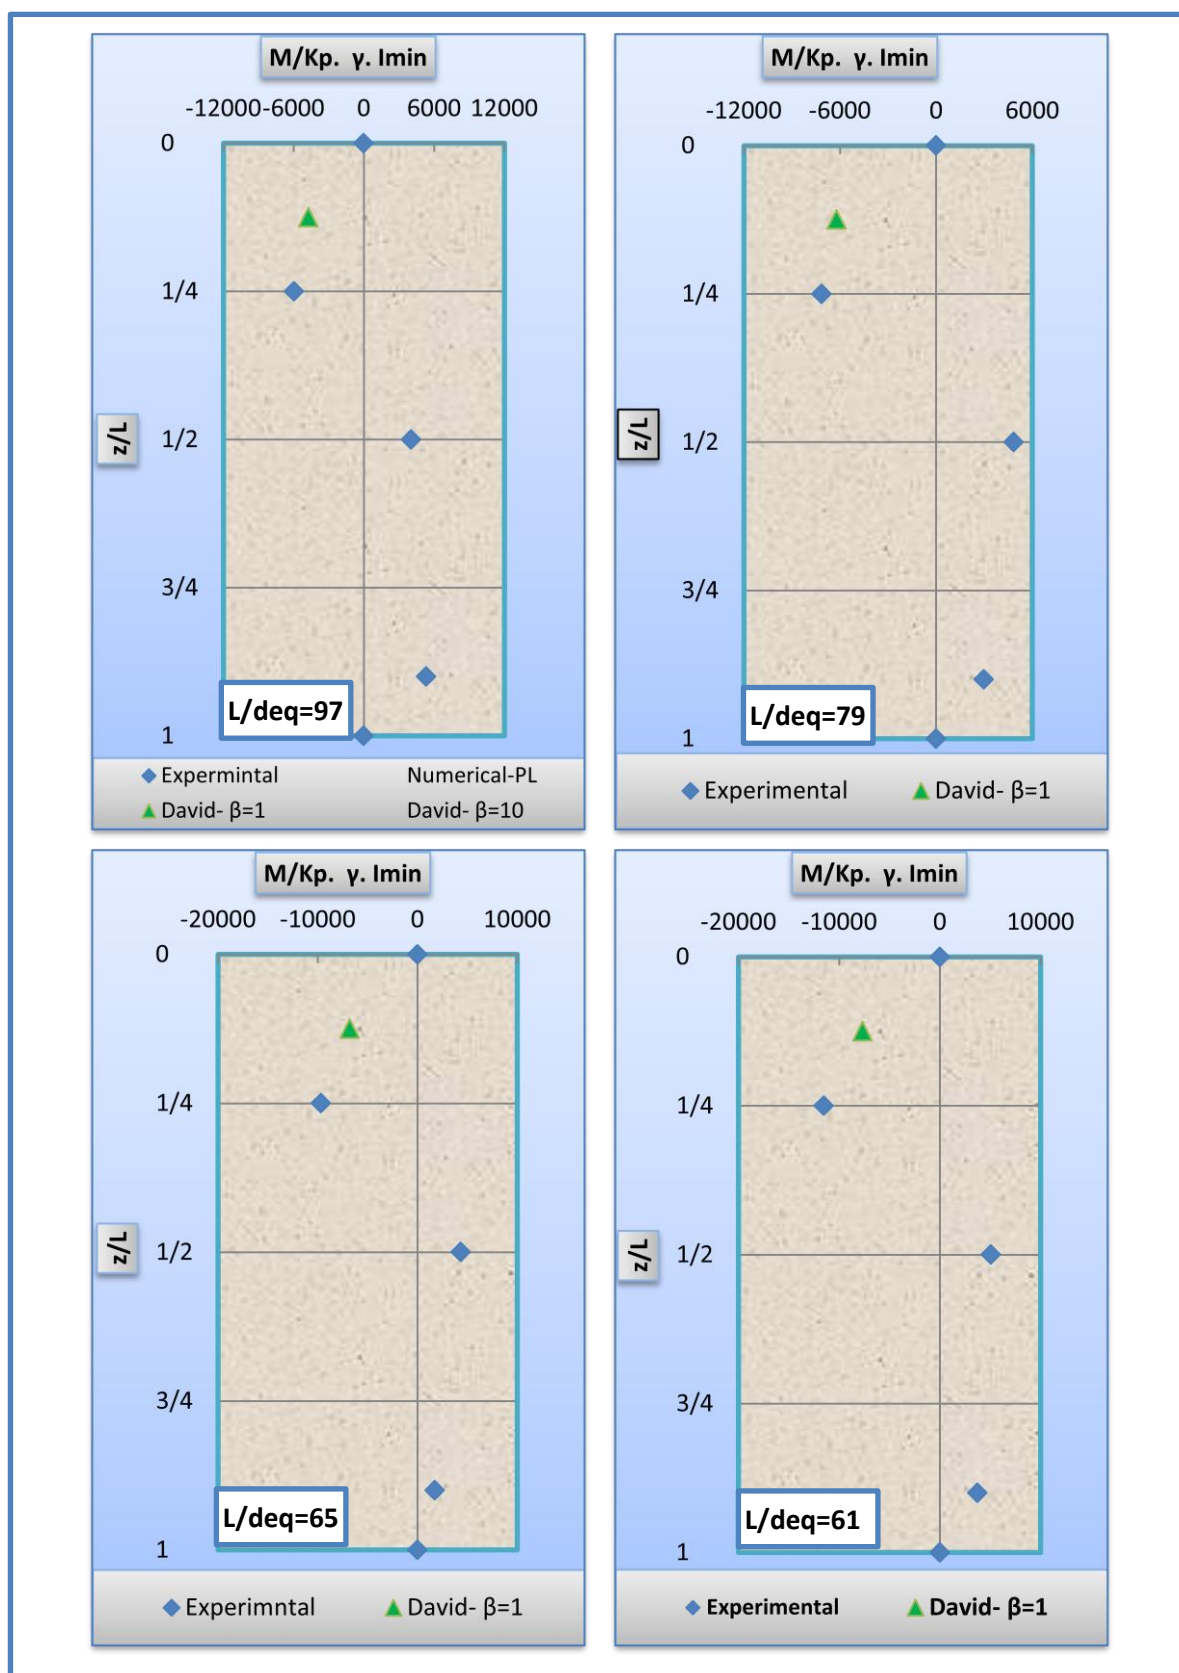 M/Kp. γ. Imin
-12000 -6000 0 6000 12000
0
1/4
z/L
1/2
3/4
L/deq=97
1
Expermintal Numerical-PL
David- β=1 David- β=10
M/Kp. γ. Imin
-12000 -6000 0 6000
0
1/4
z/L
1/2
3/4
L/deq=79
1
Experimental David- β=1
M/Kp. γ. Imin
-20000 -10000 0 10000
0
1/4
z/L
1/2
3/4
L/deq=65
1
Experimntal David- β=1
M/Kp. γ. Imin
-20000 -10000 0 10000
0
1/4
z/L
1/2
3/4
L/deq=61
1
Experimental David- β=1